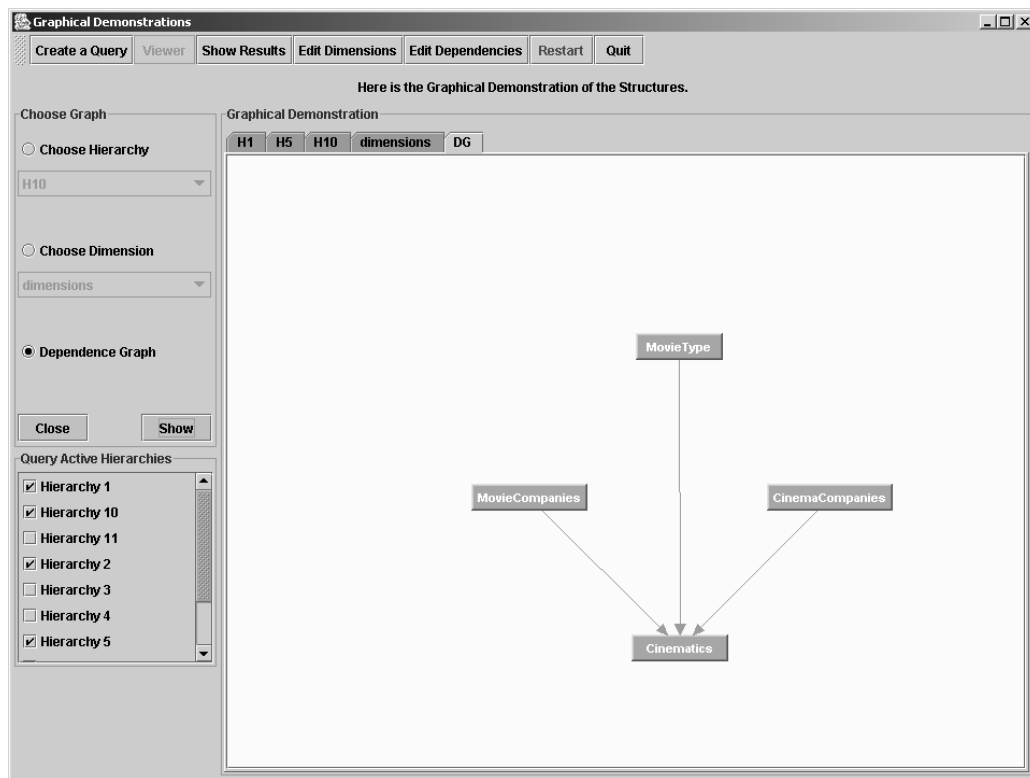 Graphical Demonstrations
Create a Query Viewer Show Results Edit Dimensions Edit Dependencies Restart Quit
Here is the Graphical Demonstration of the Structures.
Choose Graph
Choose Hierarchy
H10
Choose Dimension
dimensions
Dependence Graph
Close Show
Query Active Hierarchies
Hierarchy 1
Hierarchy 10
Hierarchy 11
Hierarchy 2
Hierarchy 3
Hierarchy 4
Hierarchy 5
Graphical Demonstration
H1 H5 H10 dimensions DG
MovieType
MovieCompanies CinemaCompanies
Cinematics